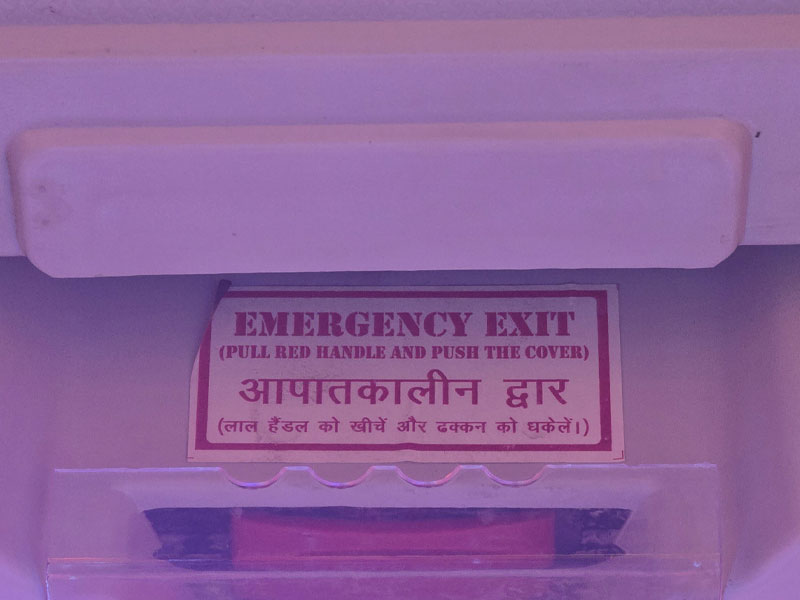 EMERGENCY EXIT
(PULL RED HANDLE AND PUSH THE COVER)
आपातकालीन द्वार
(लाल हैंडल को खीचें और ढक्कन को धकेलें।)